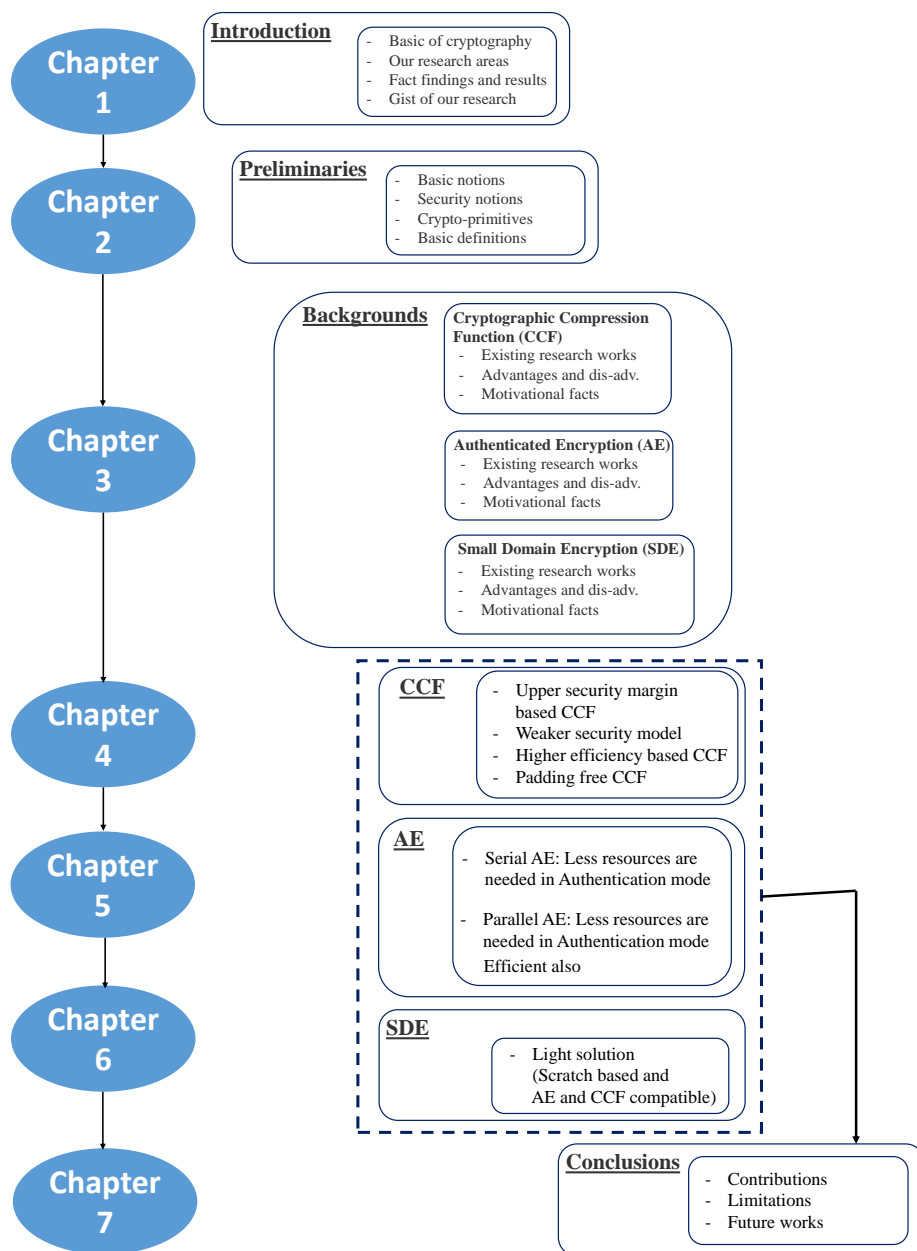 Chapter
1
Introduction
- Basic of cryptography
- Our research areas
- Fact findings and results
- Gist of our research
Chapter
2
Preliminaries
- Basic notions
- Security notions
- Crypto-primitives
- Basic definitions
Chapter
3
Backgrounds
Cryptographic Compression
Function (CCF)
- Existing research works
- Advantages and dis-adv.
- Motivational facts
Authenticated Encryption (AE)
- Existing research works
- Advantages and dis-adv.
- Motivational facts
Small Domain Encryption (SDE)
- Existing research works
- Advantages and dis-adv.
- Motivational facts
Chapter
4
CCF
- Upper security margin
based CCF
- Weaker security model
- Higher efficiency based CCF
- Padding free CCF
Chapter
5
AE
- Serial AE: Less resources are
needed in Authentication mode
- Parallel AE: Less resources are
needed in Authentication mode
Efficient also
Chapter
6
SDE
- Light solution
(Scratch based and
AE and CCF compatible)
Chapter
7
Conclusions
- Contributions
- Limitations
- Future works